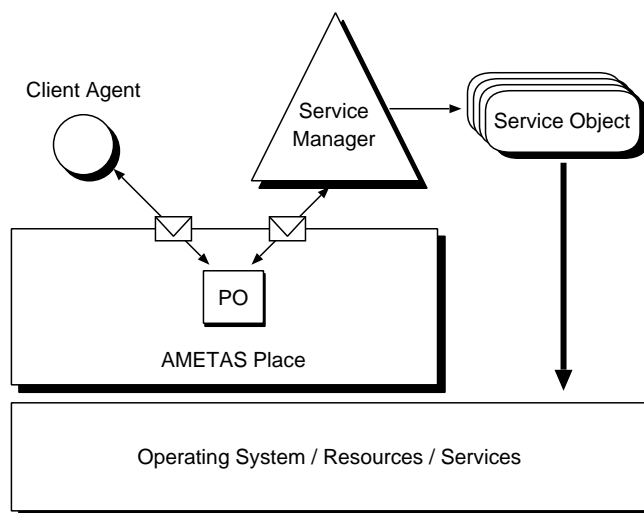 Client Agent
Service
Manager
Service Object
PO
AMETAS Place
Operating System / Resources / Services